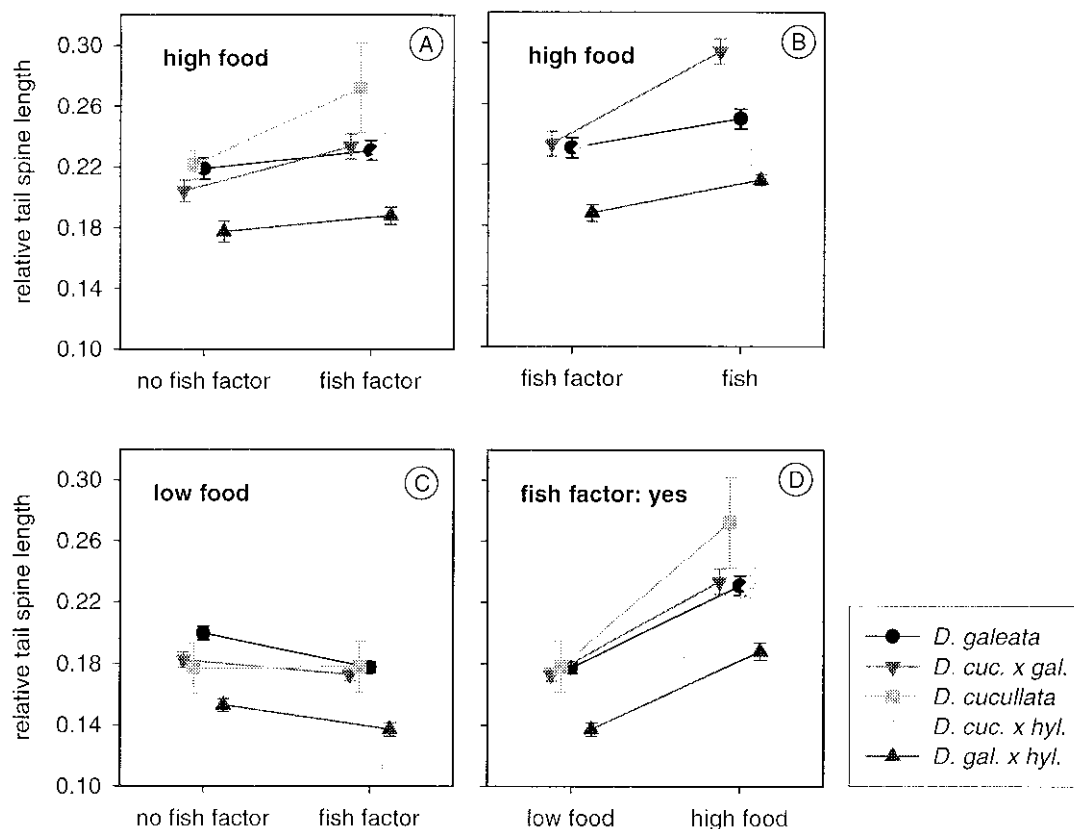 high food
A
high food
B
relative tail spine length
0.30
0.26
0.22
0.18
0.14
0.10
no fish factor
fish factor
fish factor
fish
low food
C
fish factor: yes
D
relative tail spine length
0.30
0.26
0.22
0.18
0.14
0.10
no fish factor
fish factor
low food
high food
D. galeata
D. cuc. x gal.
D. cucullata
D. cuc. x hyl.
D. gal. x hyl.